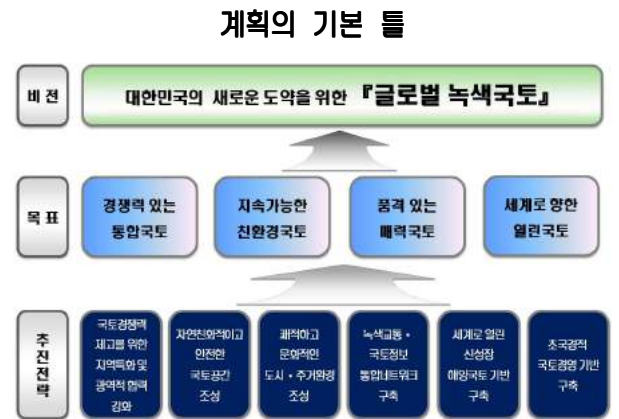 계획의 기본 틀
비 전
대한민국의 새로운 도약을 위한 『글로벌 녹색국토』
목 표
경쟁력 있는
통합국토
지속가능한
친환경국토
품격 있는
매력국토
세계로 향한
열린국토
추
진
전
략
국토경쟁력
제고를 위한
지역특화 및
광역적 협력
강화
자연친화적이고
안전한
국토공간
조성
쾌적하고
문화적인
도시·주거환경
조성
녹색교통·
국토정보
통합네트워크
구축
세계로 열린
신성장
해양국토 기반
구축
초국경적
국토경영 기반
구축